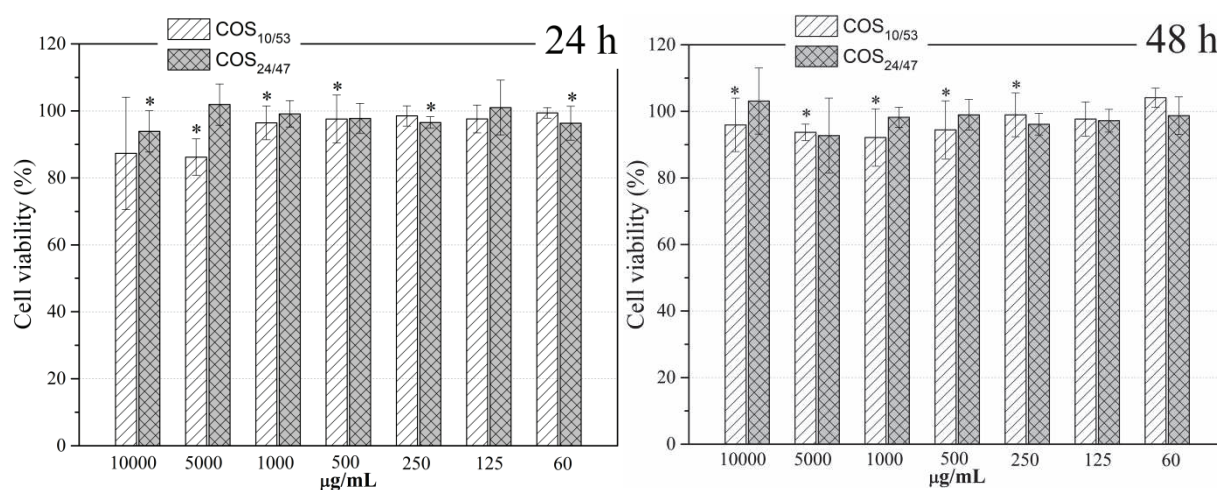 COS10/53
COS24/47
24 h
120
100
80
60
40
20
0
Cell viability (%)
* * * * * *
10000 5000 1000 500 250 125 60
µg/mL
COS10/53
COS24/47
48 h
120
100
80
60
40
20
0
Cell viability (%)
* * * * *
10000 5000 1000 500 250 125 60
µg/mL